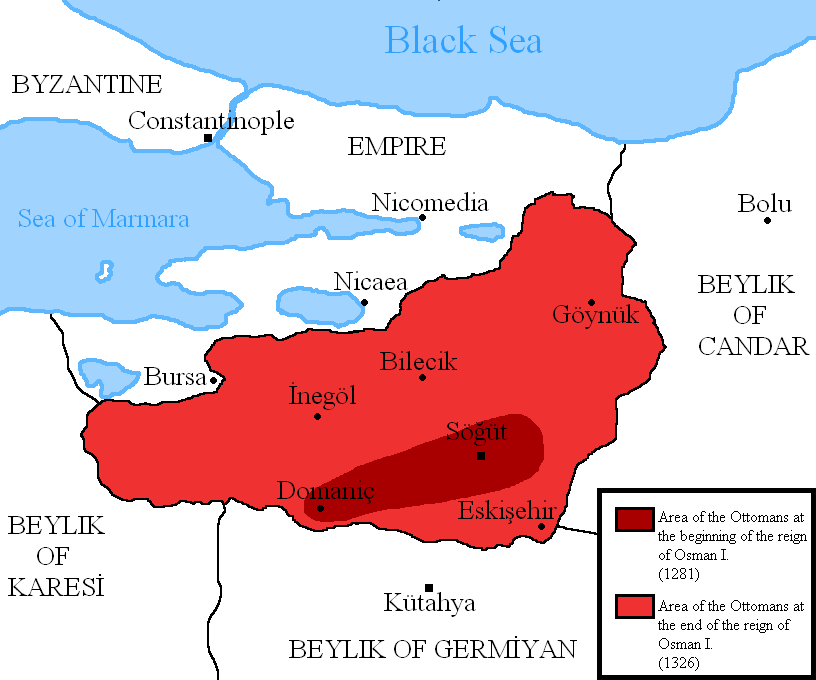 Black Sea
BYZANTINE
Constantinople
EMPIRE
Nicomedia
Bolu
Sea of Marmara
Nicaea
BEYLIK
OF
CANDAR
Göynük
Bilecik
Bursa
İnegöl
Söğüt
Domaniç
Eskişehir
BEYLIK
OF
KARESİ
Kütahya
BEYLIK OF GERMİYAN
Area of the Ottomans at
the beginning of the reign
of Osman I.
(1281)
Area of the Ottomans at
the end of the reign of
Osman I.
(1326)